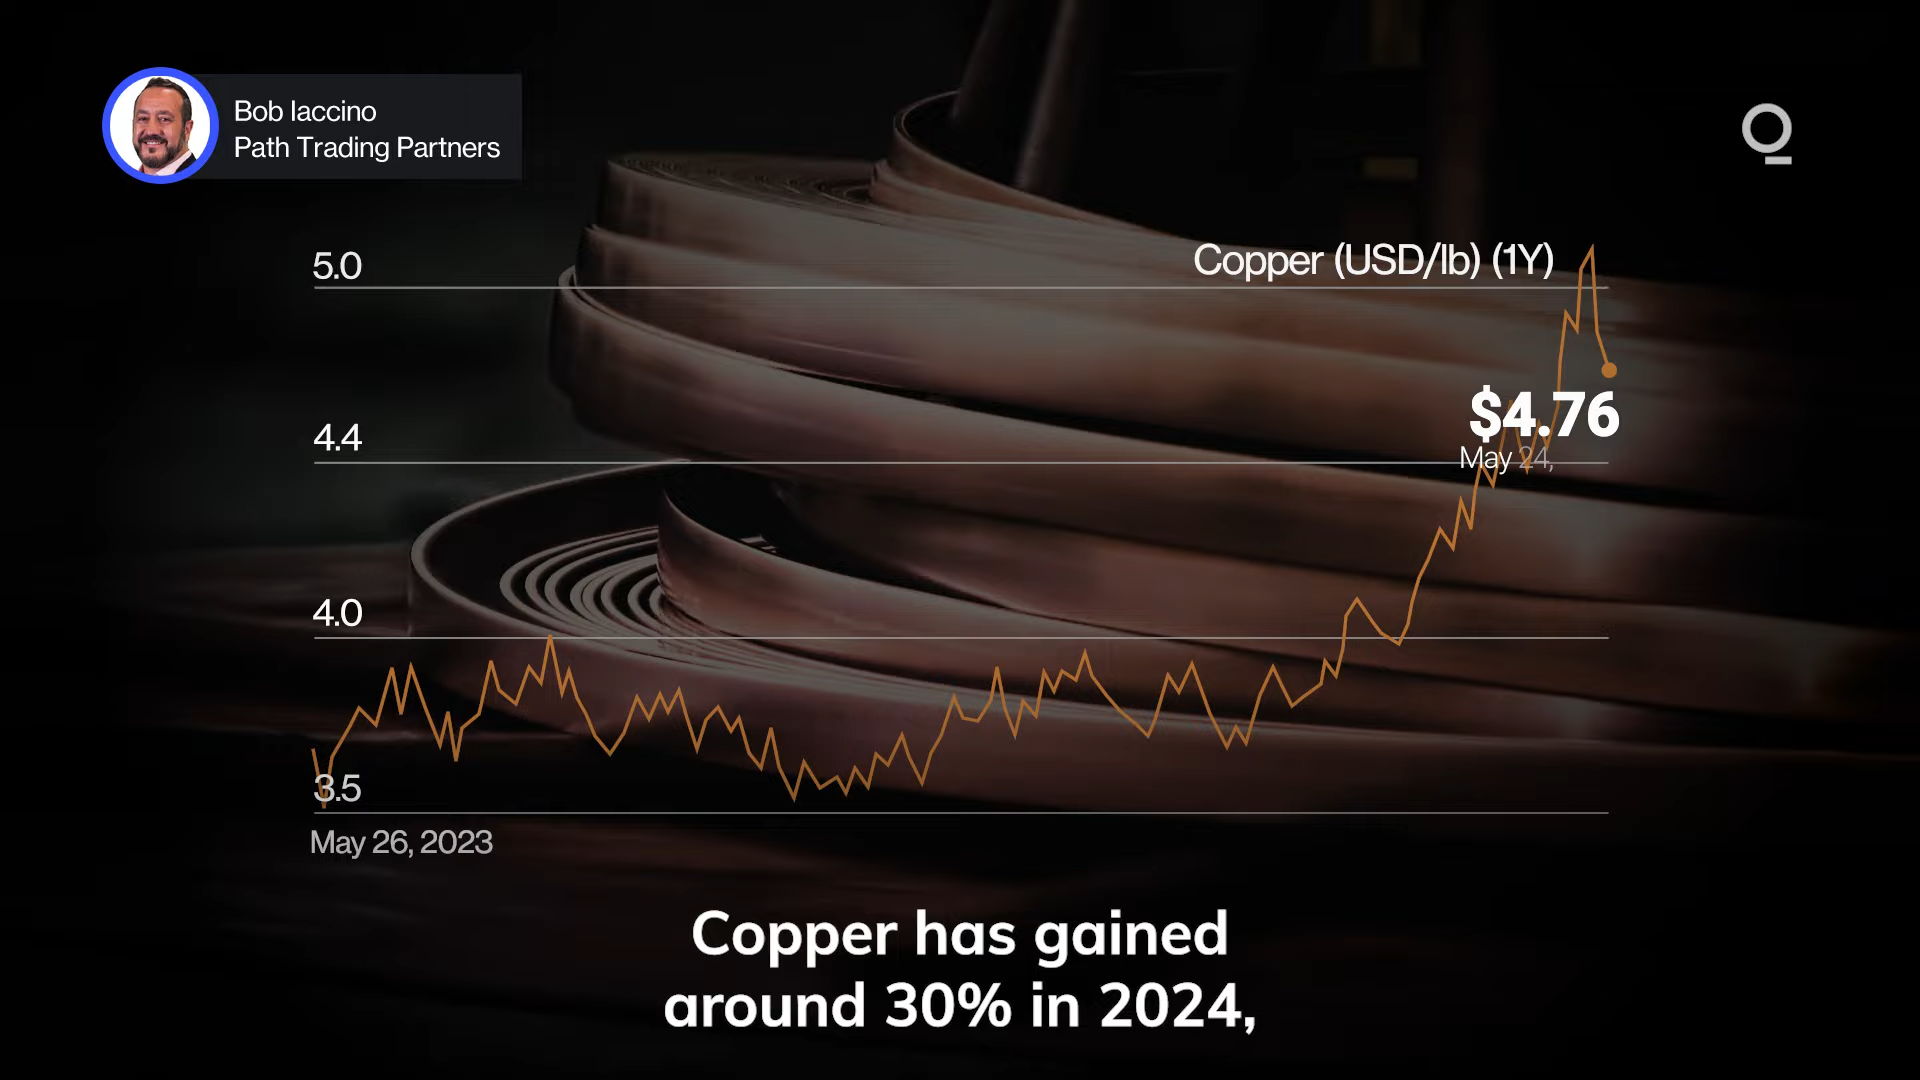 Bob Iaccino
Path Trading Partners
Copper (USD/lb) (1Y)
5.0
$4.76
May 24,
4.4
4.0
3.5
May 26, 2023
Copper has gained
around 30% in 2024,